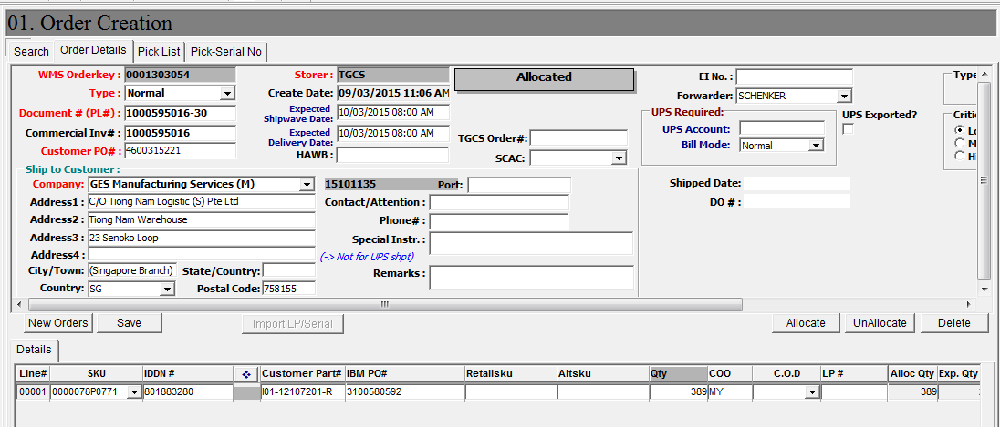 01. Order Creation
Search Order Details Pick List Pick-Serial No
WMS Orderkey : 0001303054 Storer : TGCS Allocated EI No. : Type
Type : Normal Create Date: 09/03/2015 11:06 AM Forwarder: SCHENKER
Document # (PL#) : 1000595016-30 Expected Shipwave Date: 10/03/2015 08:00 AM UPS Required: UPS Exported? Critic
Commercial Inv# : 1000595016 Expected Delivery Date: 10/03/2015 08:00 AM TGCS Order#: UPS Account:
Customer PO# : 4600315221 HAWB : SCAC: Bill Mode: Normal
Ship to Customer :
Company: GES Manufacturing Services (M) 15101135 Port: Shipped Date:
Address1 : C/O Tiong Nam Logistic (S) Pte Ltd Contact/Attention : DO # :
Address2 : Tiong Nam Warehouse Phone# :
Address3 : 23 Senoko Loop Special Instr. :
Address4 : (-> Not for UPS shpt)
City/Town: (Singapore Branch) State/Country: Remarks :
Country: SG Postal Code: 758155
New Orders Save Import LP/Serial Allocate UnAllocate Delete
Details
Line# SKU IDDN # Customer Part# IBM PO# Retailsku Altsku Qty COO C.O.D LP # Alloc Qty Exp. Qty
00001 0000078P0771 801883280 I01-12107201-R 3100580592 389 MY 389